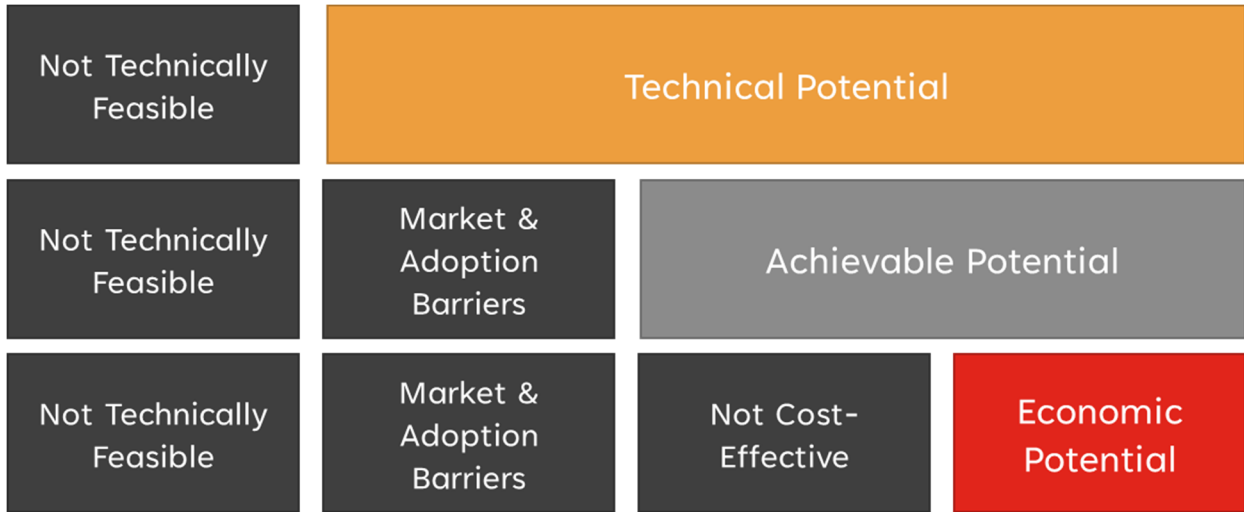 Not Technically
Feasible
Technical Potential
Not Technically
Feasible
Market &
Adoption
Barriers
Achievable Potential
Not Technically
Feasible
Market &
Adoption
Barriers
Not Cost-
Effective
Economic
Potential